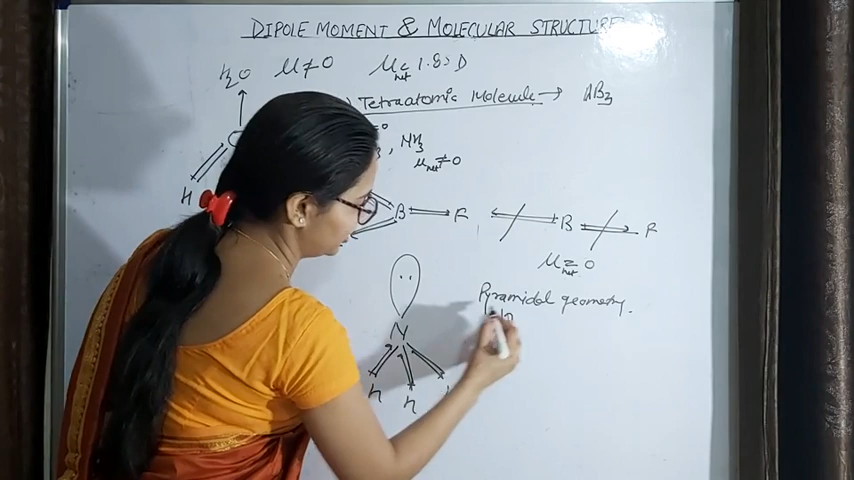 DIPOLE MOMENT & MOLECULAR STRUCTURE
H2O μ≠0 μnet = 1.85 D
Tetraatomic Molecule → AB3
, NH3
μnet ≠ 0
B F B F
H
μnet = 0
Pyramidal geometry.
N
H H